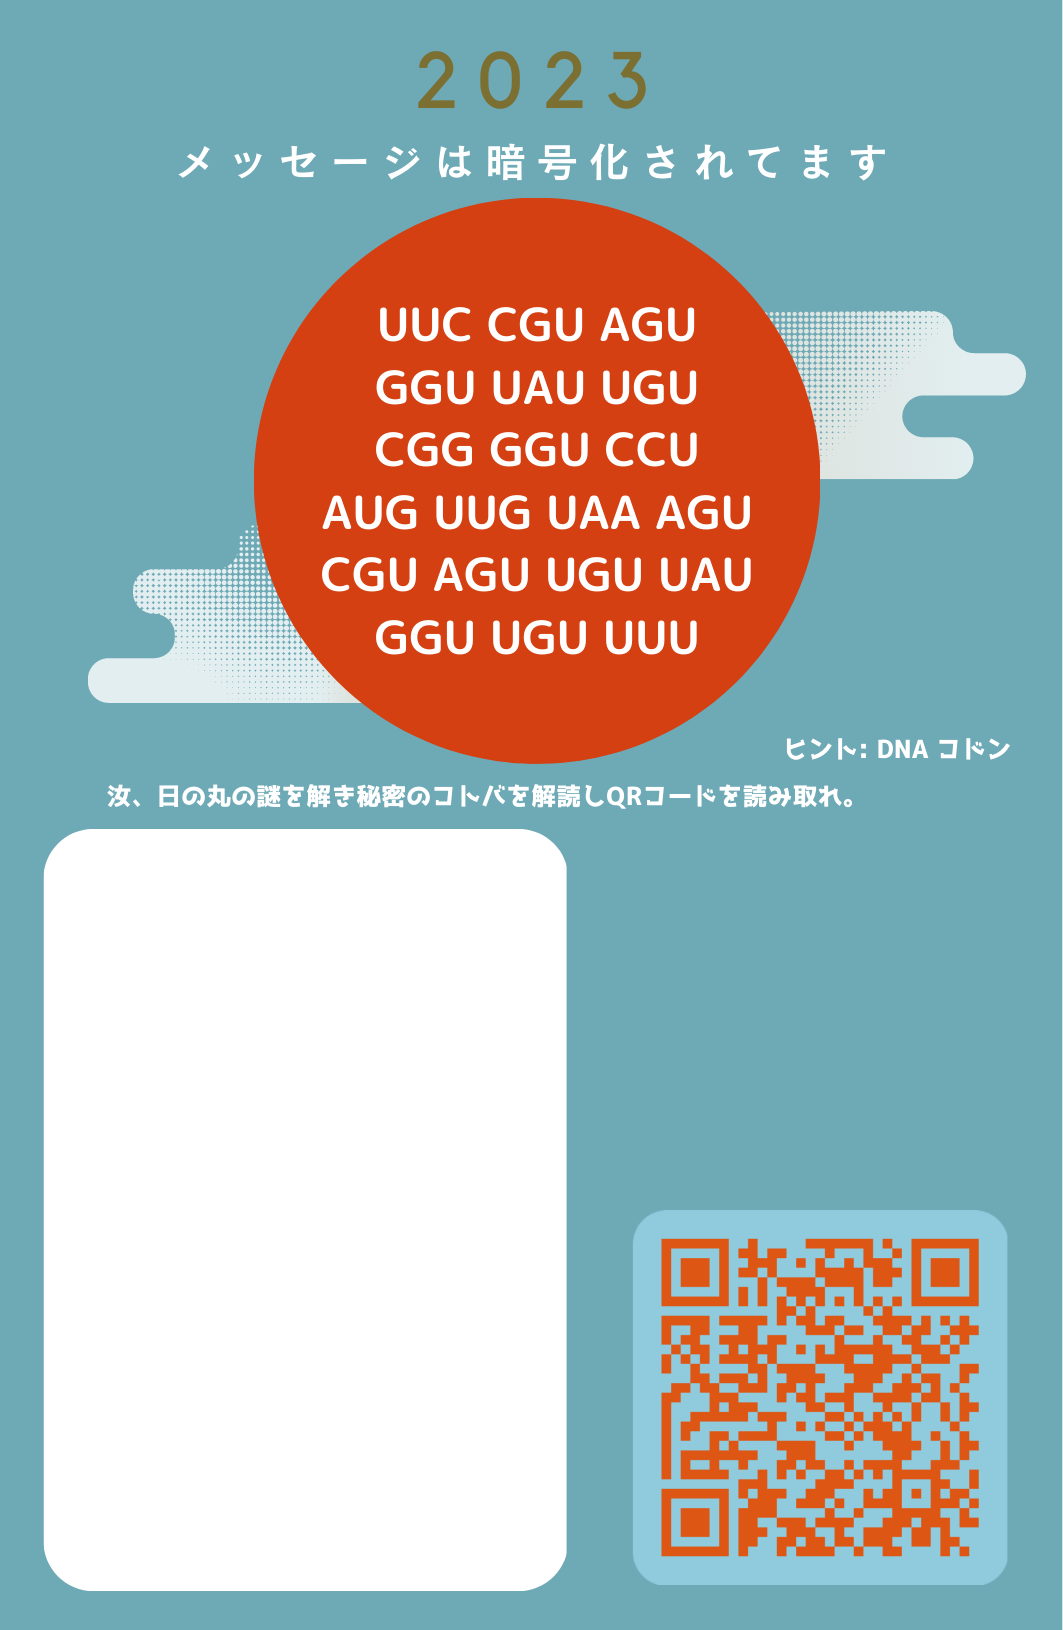 2023
メッセージは暗号化されてます
UUC CGU AGU
GGU UAU UGU
CGG GGU CCU
AUG UUG UAA AGU
CGU AGU UGU UAU
GGU UGU UUU
ヒント: DNA コドン
汝、日の丸の謎を解き秘密のコトバを解読しQRコードを読み取れ。